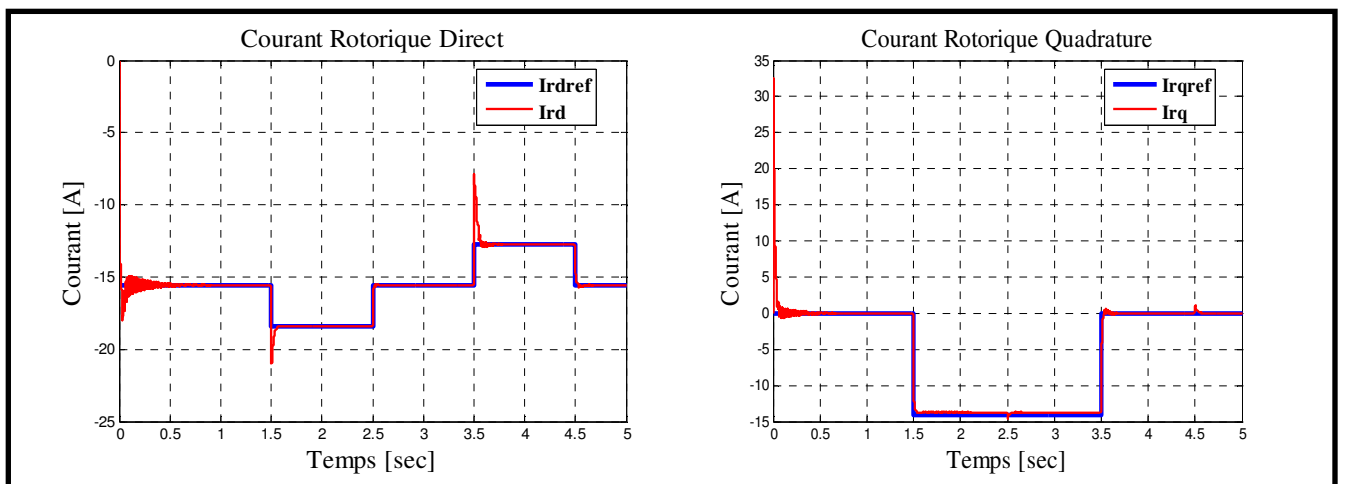 Courant Rotorique Direct
Courant [A]
0
-5
-10
-15
-20
-25
Irdref
Ird
0 0.5 1 1.5 2 2.5 3 3.5 4 4.5 5
Temps [sec]
Courant Rotorique Quadrature
Courant [A]
35
30
25
20
15
10
5
0
-5
-10
-15
Irqref
Irq
0 0.5 1 1.5 2 2.5 3 3.5 4 4.5 5
Temps [sec]